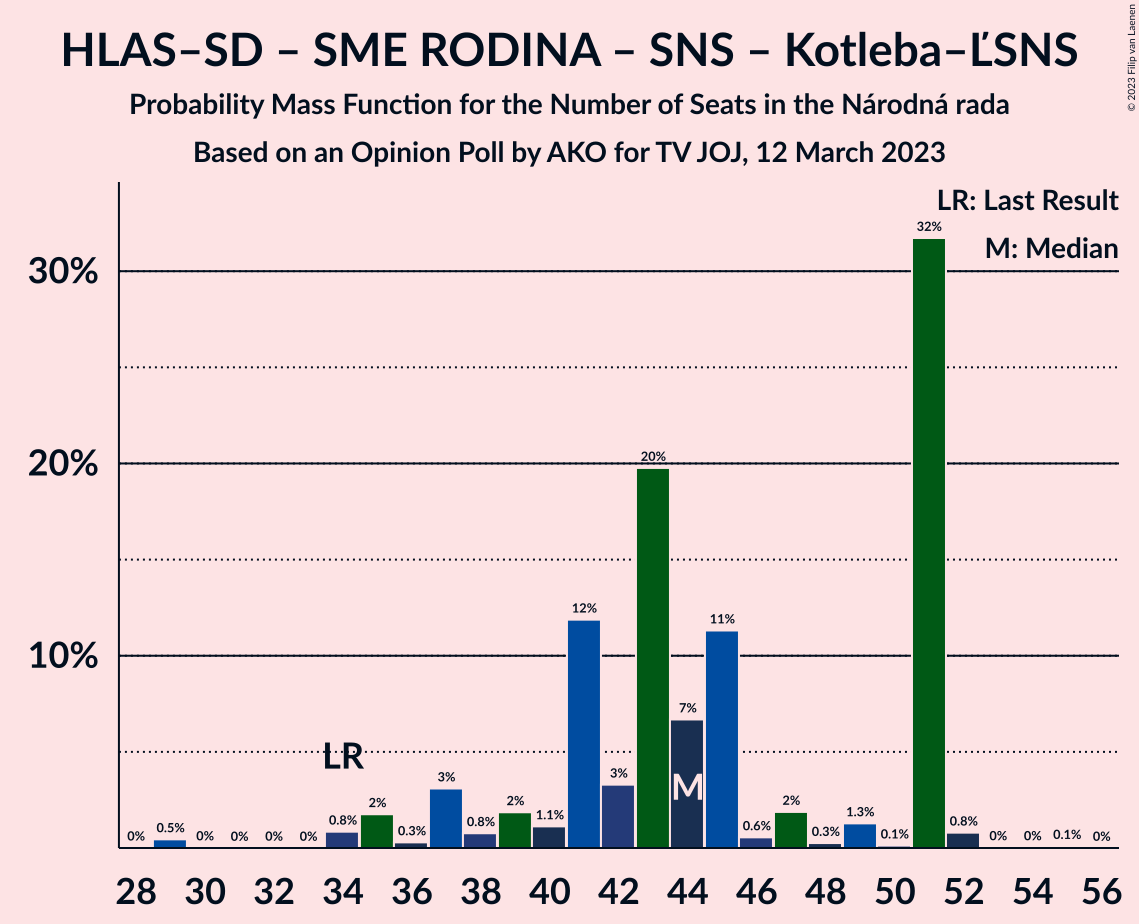 HLAS–SD – SME RODINA – SNS – Kotleba–ĽSNS
Probability Mass Function for the Number of Seats in the Národná rada
Based on an Opinion Poll by AKO for TV JOJ, 12 March 2023
© 2023 Filip van Laenen
LR: Last Result
M: Median
30%
20%
10%
0% 0.5% 0% 0% 0% 0% 0.8% 2% 0.3% 3% 0.8% 2% 1.1% 12% 3% 20% 7% 11% 0.6% 2% 0.3% 1.3% 0.1% 32% 0.8% 0% 0% 0.1% 0%
LR
M
28 30 32 34 36 38 40 42 44 46 48 50 52 54 56